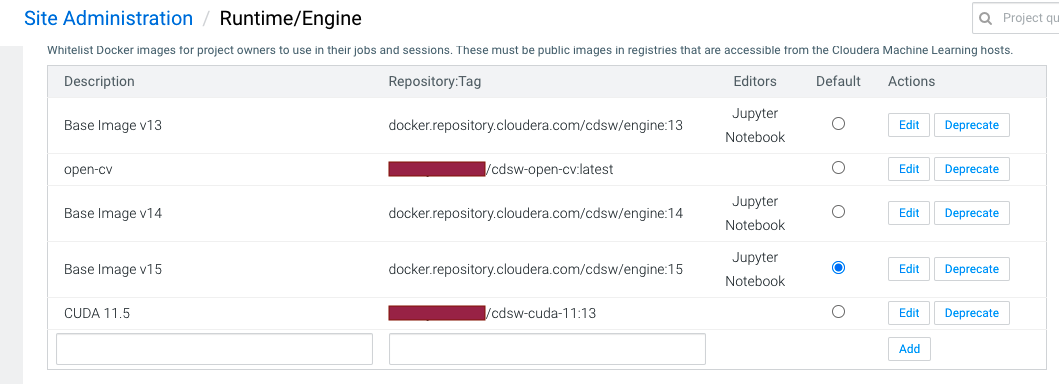 Site Administration / Runtime/Engine
Project qu
Whitelist Docker images for project owners to use in their jobs and sessions. These must be public images in registries that are accessible from the Cloudera Machine Learning hosts.
Description Repository:Tag Editors Default Actions
Base Image v13 docker.repository.cloudera.com/cdsw/engine:13 Jupyter Notebook Edit Deprecate
open-cv /cdsw-open-cv:latest Edit Deprecate
Base Image v14 docker.repository.cloudera.com/cdsw/engine:14 Jupyter Notebook Edit Deprecate
Base Image v15 docker.repository.cloudera.com/cdsw/engine:15 Jupyter Notebook Edit Deprecate
CUDA 11.5 /cdsw-cuda-11:13 Edit Deprecate
Add